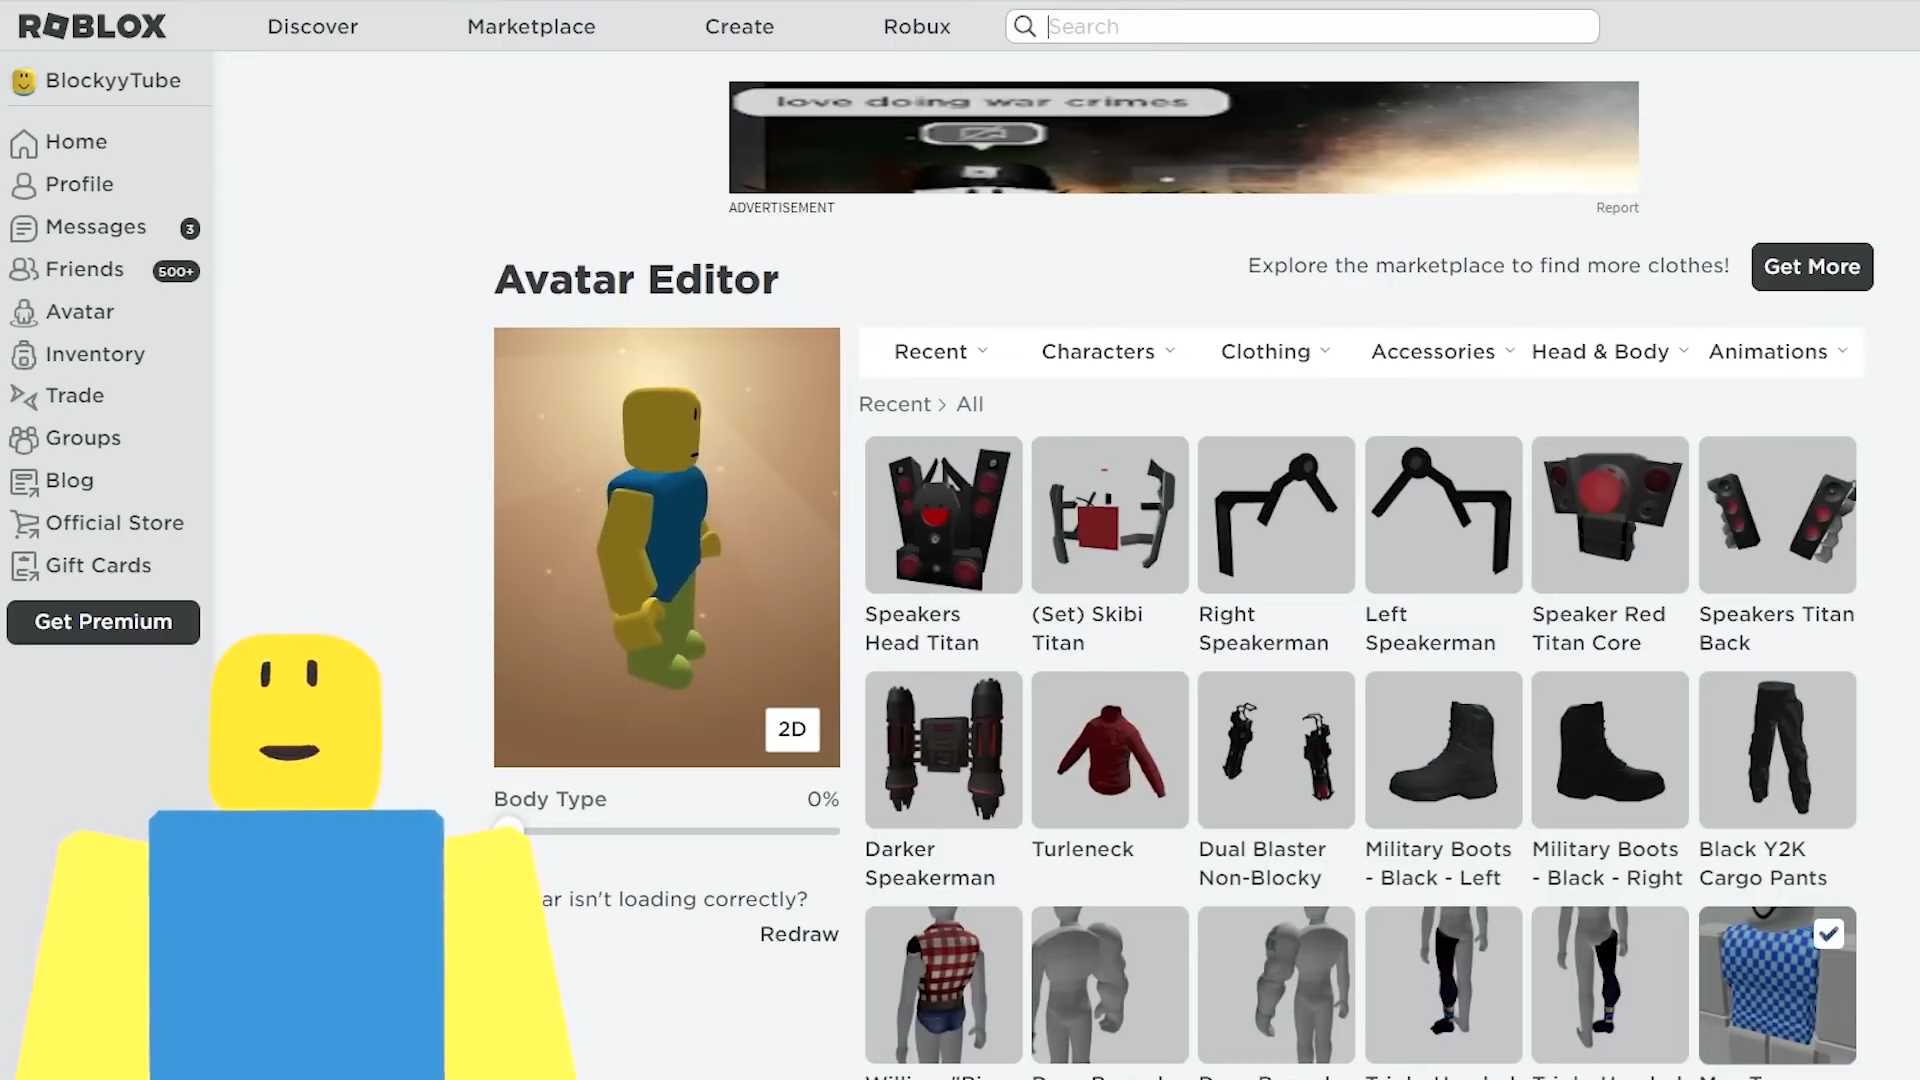 ROBLOX
Discover
Marketplace
Create
Robux
Search
BlockyyTube
Home
Profile
Messages
3
Friends
500+
Avatar
Inventory
Trade
Groups
Blog
Official Store
Gift Cards
Get Premium
love doing war crimes
ADVERTISEMENT
Report
Avatar Editor
Explore the marketplace to find more clothes!
Get More
2D
Body Type
0%
ar isn't loading correctly?
Redraw
Recent
Characters
Clothing
Accessories
Head & Body
Animations
Recent > All
Speakers
Head Titan
(Set) Skibi
Titan
Right
Speakerman
Left
Speakerman
Speaker Red
Titan Core
Speakers Titan
Back
Darker
Speakerman
Turleneck
Dual Blaster
Non-Blocky
Military Boots
- Black - Left
Military Boots
- Black - Right
Black Y2K
Cargo Pants